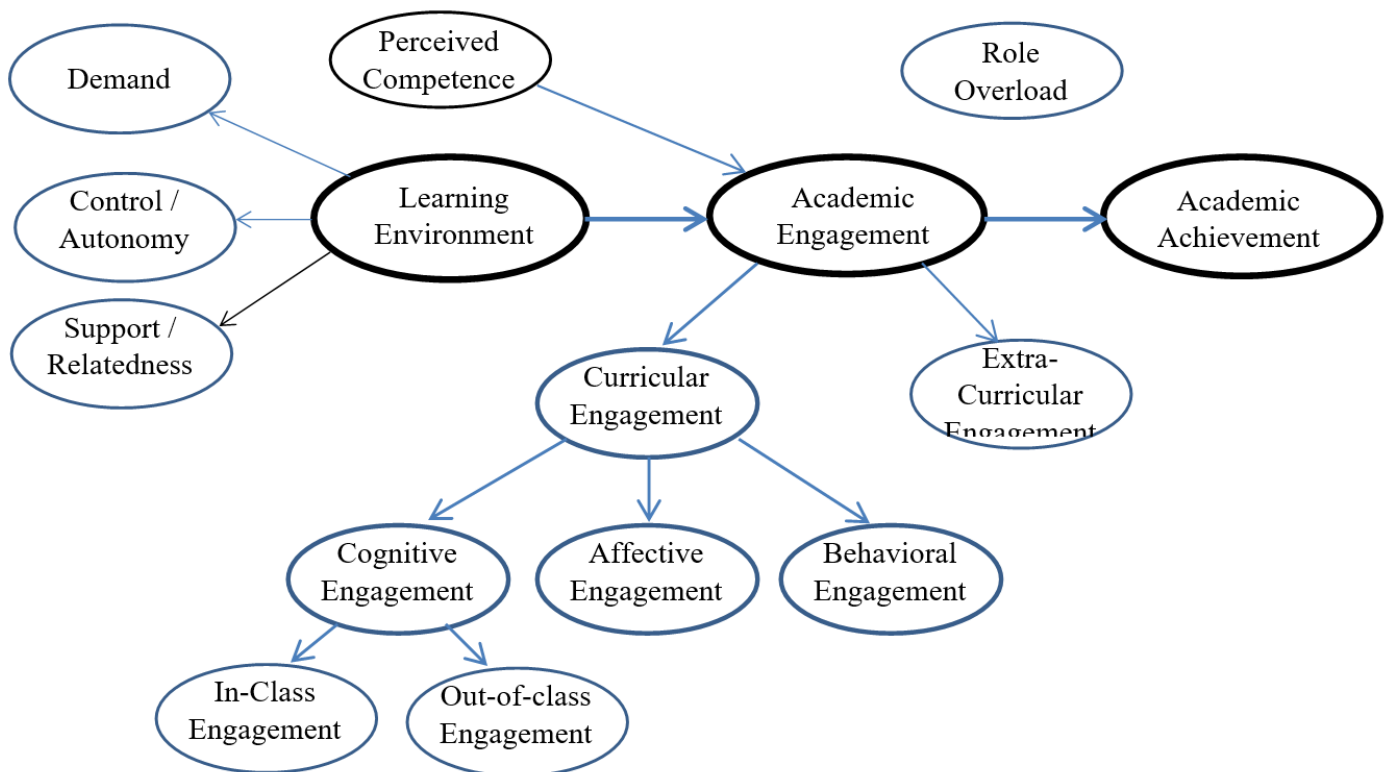 Perceived
Competence
Role
Overload
Demand
Learning
Environment
Academic
Engagement
Academic
Achievement
Control /
Autonomy
Support /
Relatedness
Curricular
Engagement
Extra-
Curricular
Engagement
Cognitive
Engagement
Affective
Engagement
Behavioral
Engagement
In-Class
Engagement
Out-of-class
Engagement